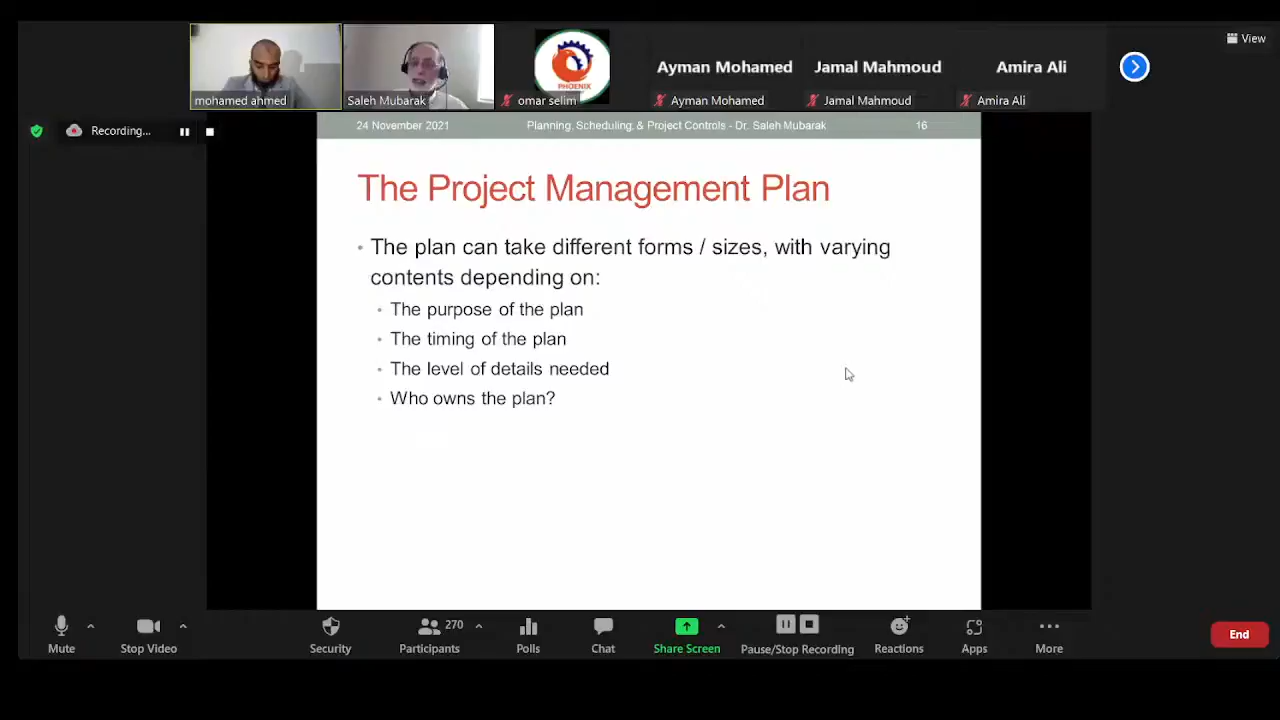 View
Ayman Mohamed
Jamal Mahmoud
Amira Ali
PHOENIX
mohamed ahmed
Saleh Mubarak
omar selim
Ayman Mohamed
Jamal Mahmoud
Amira Ali
Recording...
24 November 2021
Planning, Scheduling, & Project Controls - Dr. Saleh Mubarak
16
The Project Management Plan
• The plan can take different forms / sizes, with varying
contents depending on:
• The purpose of the plan
• The timing of the plan
• The level of details needed
• Who owns the plan?
270
Mute
Stop Video
Security
Participants
Polls
Chat
Share Screen
Pause/Stop Recording
Reactions
Apps
More
End